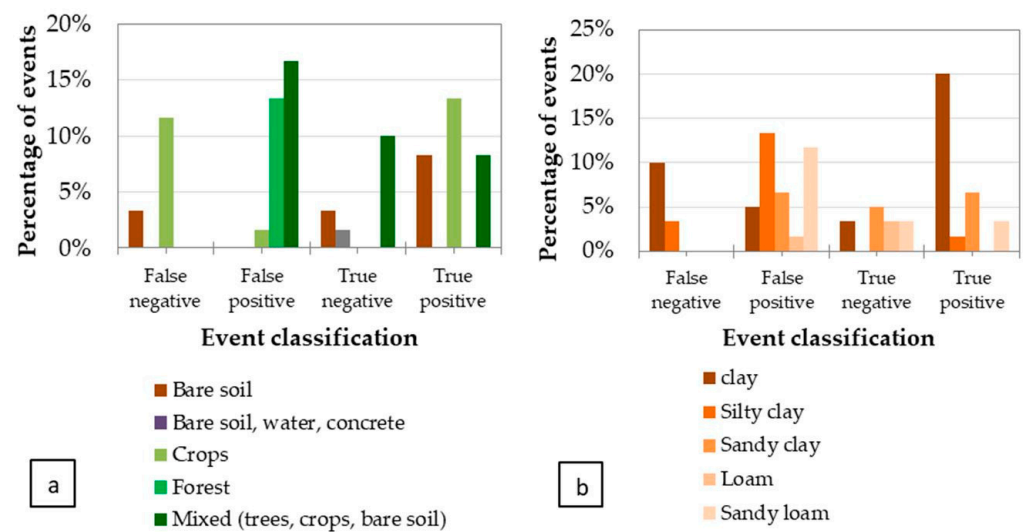 20%
15%
10%
5%
0%
Percentage of events
False negative
False positive
True negative
True positive
Event classification
Bare soil
Bare soil, water, concrete
Crops
Forest
Mixed (trees, crops, bare soil)
a
25%
20%
15%
10%
5%
0%
Percentage of events
False negative
False positive
True negative
True positive
Event classification
clay
Silty clay
Sandy clay
Loam
Sandy loam
b